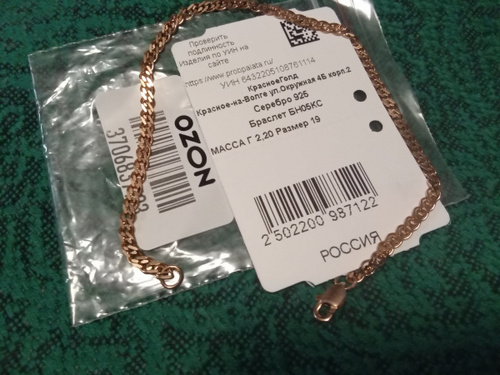 Проверить
подлинность
Изделия по УИН на
сайте
https://www.probpalata.ru/
УИН 6432205108761114
КрасноеГолд
Красное-на-Волге ул.Окружная 4Б корп.2
Серебро 925
Браслет БН05КС
МАССА Г 2,20 Размер 19
2 502200 987122
РОССИЯ
OZON